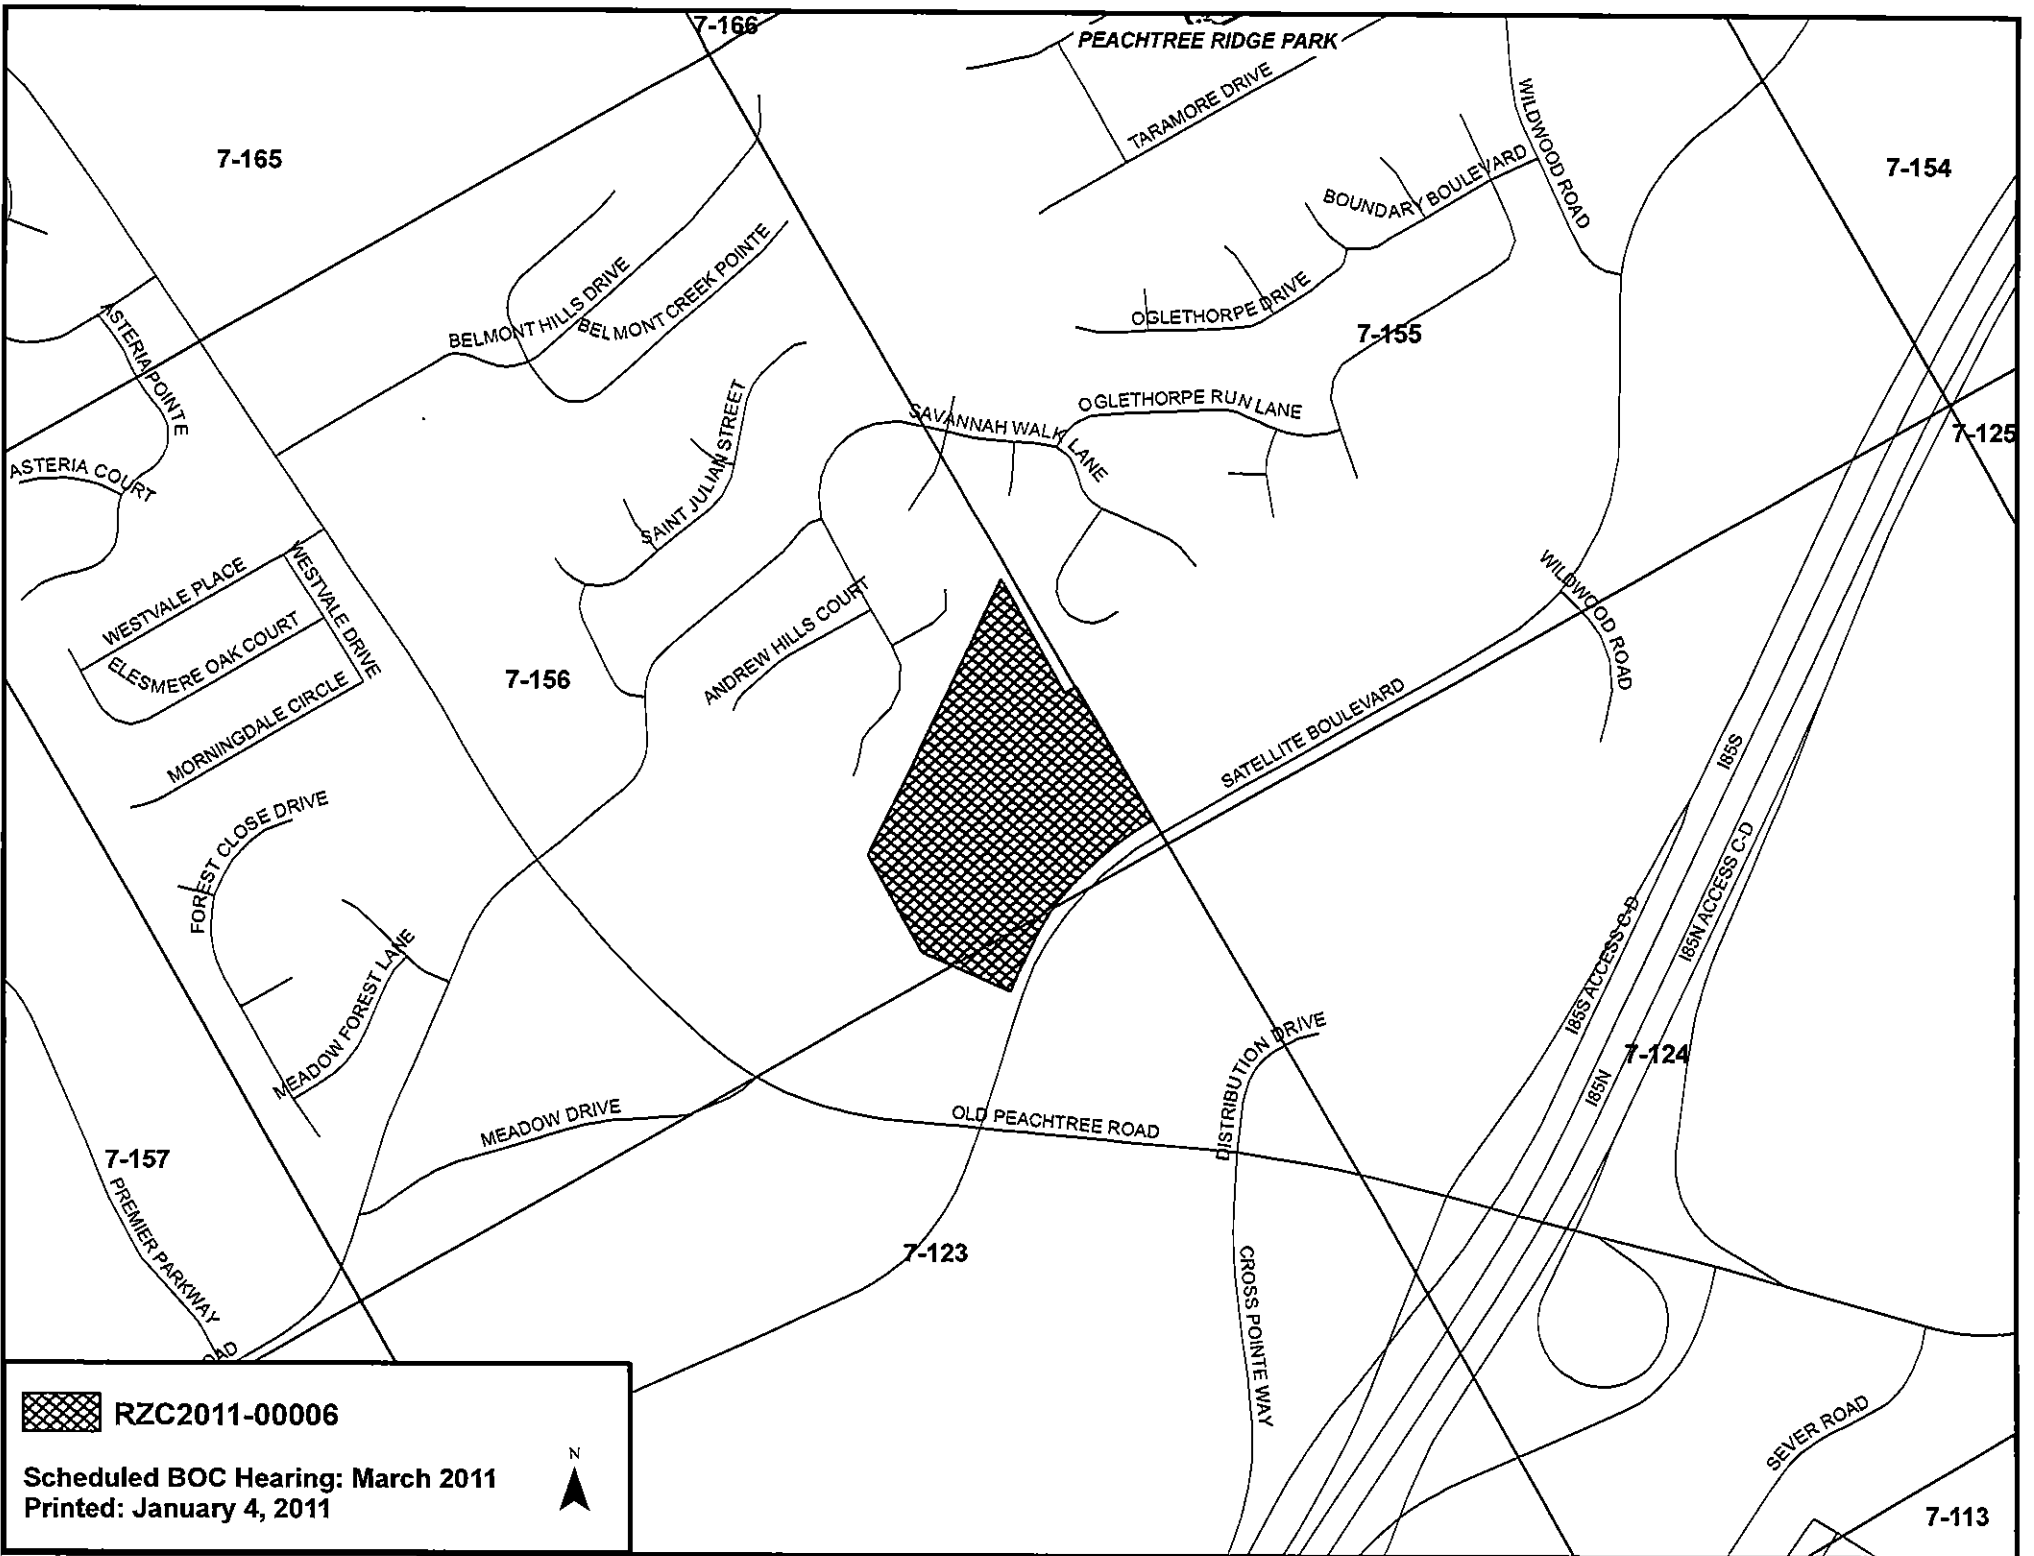 7-166
PEACHTREE RIDGE PARK
TARAMORE DRIVE
WILDWOOD ROAD
7-165
7-154
BOUNDARY BOULEVARD
BELMONT HILLS DRIVE
BELMONT CREEK POINTE
OGLETHORPE DRIVE
7-155
ASTERIA POINTE
SAVANNAH WALK LANE
OGLETHORPE RUN LANE
7-125
ASTERIA COURT
SAINT JULIAN STREET
WESTVALE PLACE
WESTVALE DRIVE
ELESMERE OAK COURT
MORNINGDALE CIRCLE
7-156
ANDREW HILLS COURT
WILDWOOD ROAD
SATELLITE BOULEVARD
I85S
FOREST CLOSE DRIVE
I85S ACCESS C-D
I85N ACCESS C-D
MEADOW FOREST LANE
7-124
I85N
DISTRIBUTION DRIVE
MEADOW DRIVE
OLD PEACHTREE ROAD
7-157
PREMIER PARKWAY
7-123
CROSS POINTE WAY
OAD
SEVER ROAD
7-113
RZC2011-00006
N
Scheduled BOC Hearing: March 2011
Printed: January 4, 2011